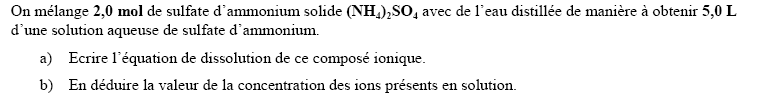 On mélange 2,0 mol de sulfate d'ammonium solide (NH₄)₂SO₄ avec de l'eau distillée de manière à obtenir 5,0 L
d'une solution aqueuse de sulfate d'ammonium.
a) Ecrire l'équation de dissolution de ce composé ionique.
b) En déduire la valeur de la concentration des ions présents en solution.